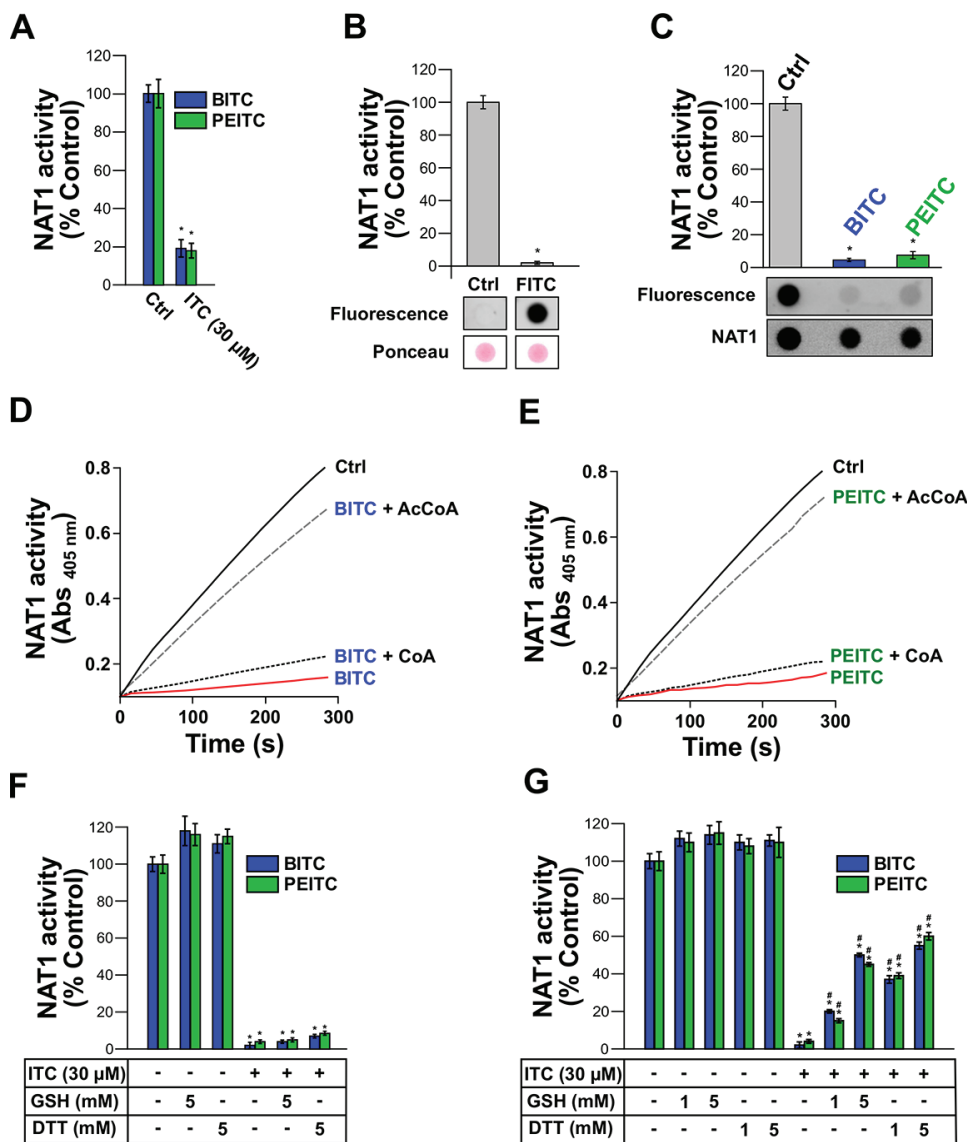 A
NAT1 activity
(% Control)
120
100
80
60
40
20
0
BITC
PEITC
* *
Ctrl
ITC (30 µM)
B
NAT1 activity
(% Control)
120
100
80
60
40
20
0
*
Ctrl FITC
Fluorescence
Ponceau
C
NAT1 activity
(% Control)
120
100
80
60
40
20
0
Ctrl
BITC
PEITC
* *
Fluorescence
NAT1
D
NAT1 activity
(Abs 405 nm)
0.8
0.6
0.4
0.2
0 100 200 300
Time (s)
Ctrl
BITC + AcCoA
BITC + CoA
BITC
E
NAT1 activity
(Abs 405 nm)
0.8
0.6
0.4
0.2
0 100 200 300
Time (s)
Ctrl
PEITC + AcCoA
PEITC + CoA
PEITC
F
NAT1 activity
(% Control)
120
100
80
60
40
20
0
BITC
PEITC
* * * * * *
ITC (30 µM) - - - + + +
GSH (mM) - 5 - - 5 -
DTT (mM) - - 5 - - 5
G
NAT1 activity
(% Control)
120
100
80
60
40
20
0
BITC
PEITC
# # # # # # # #
* * * * * * * * * *
ITC (30 µM) - - - - - + + + + +
GSH (mM) - 1 5 - - - 1 5 - -
DTT (mM) - - - 1 5 - - - 1 5